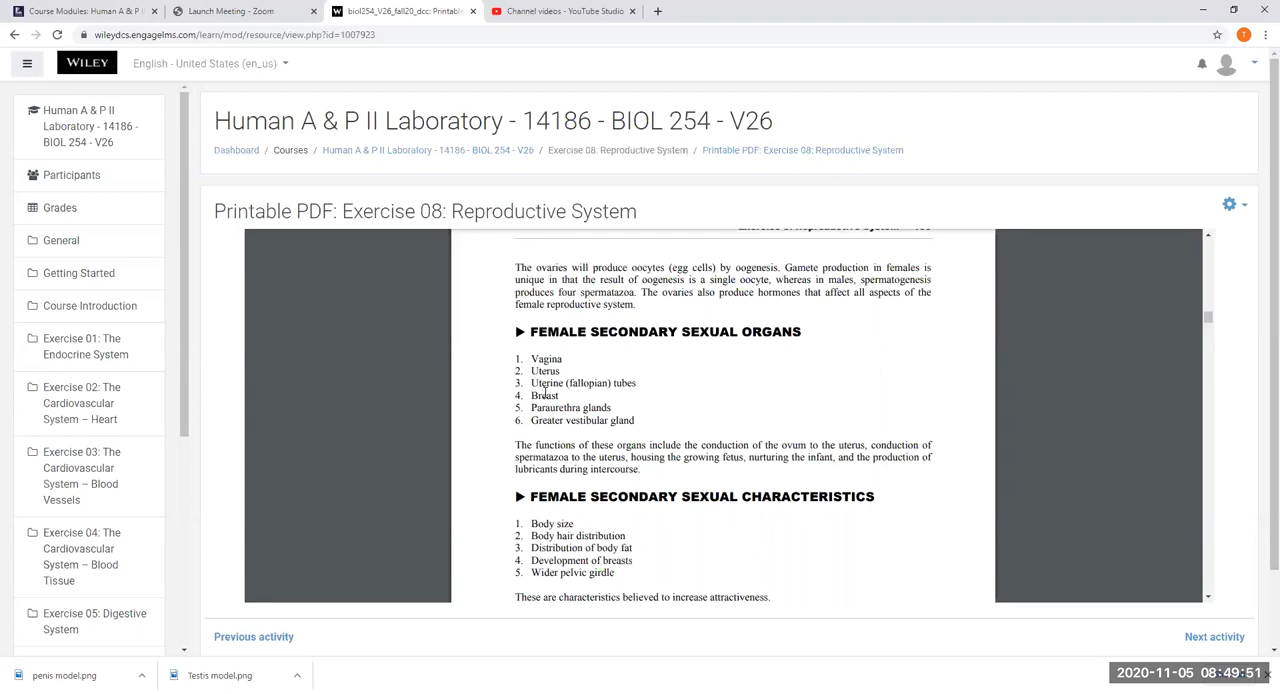 Course Modules: Human A & P I
Launch Meeting - Zoom
biol254_V26_fall20_dcc: Printable
Channel videos - YouTube Studio
wileydcs.engagelms.com/learn/mod/resource/view.php?id=1007923
T
WILEY
English - United States (en_us)
Human A & P II
Laboratory - 14186 -
BIOL 254 - V26
Participants
Grades
General
Getting Started
Course Introduction
Exercise 01: The
Endocrine System
Exercise 02: The
Cardiovascular
System – Heart
Exercise 03: The
Cardiovascular
System – Blood
Vessels
Exercise 04: The
Cardiovascular
System – Blood
Tissue
Exercise 05: Digestive
System
Human A & P II Laboratory - 14186 - BIOL 254 - V26
Dashboard / Courses / Human A & P II Laboratory - 14186 - BIOL 254 - V26 / Exercise 08: Reproductive System / Printable PDF: Exercise 08: Reproductive System
Printable PDF: Exercise 08: Reproductive System
The ovaries will produce oocytes (egg cells) by oogenesis. Gamete production in females is
unique in that the result of oogenesis is a single oocyte, whereas in males, spermatogenesis
produces four spermatazoa. The ovaries also produce hormones that affect all aspects of the
female reproductive system.
▶ FEMALE SECONDARY SEXUAL ORGANS
1. Vagina
2. Uterus
3. Uterine (fallopian) tubes
4. Breast
5. Paraurethra glands
6. Greater vestibular gland
The functions of these organs include the conduction of the ovum to the uterus, conduction of
spermatazoa to the uterus, housing the growing fetus, nurturing the infant, and the production of
lubricants during intercourse.
▶ FEMALE SECONDARY SEXUAL CHARACTERISTICS
1. Body size
2. Body hair distribution
3. Distribution of body fat
4. Development of breasts
5. Wider pelvic girdle
These are characteristics believed to increase attractiveness.
Previous activity
Next activity
penis model.png
Testis model.png
2020-11-05 08:49:51